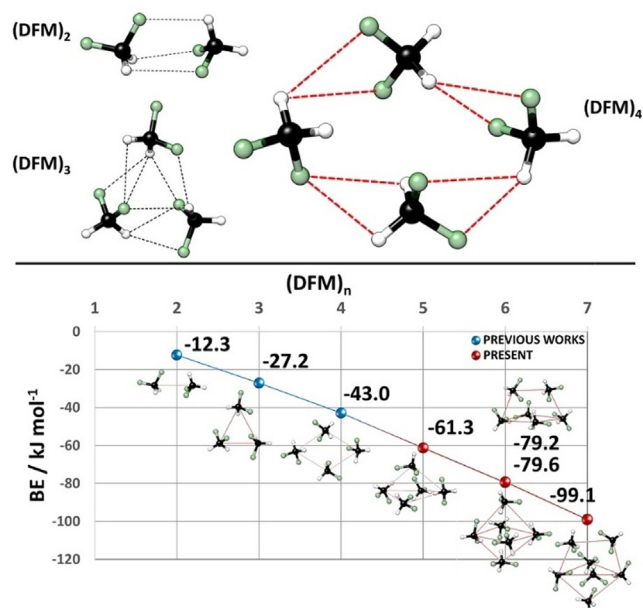 (DFM)2
(DFM)4
(DFM)3
(DFM)n
1 2 3 4 5 6 7
BE / kJ mol-1
0
-20
-40
-60
-80
-100
-120
PREVIOUS WORKS
PRESENT
-12.3
-27.2
-43.0
-61.3
-79.2
-79.6
-99.1